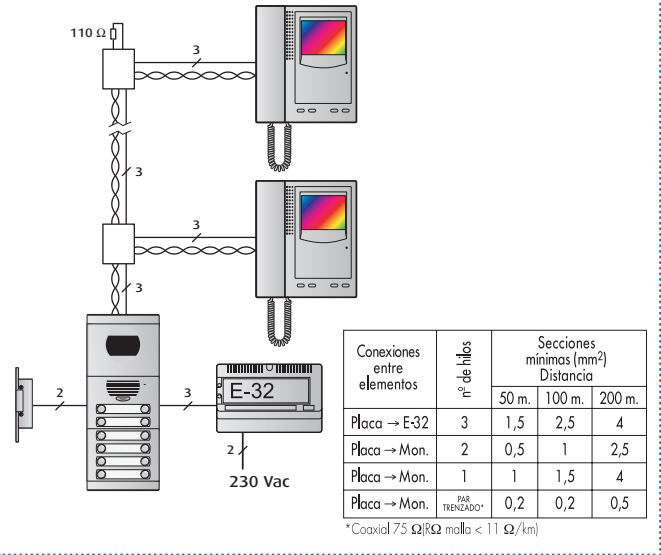 110 Ω
3
3
3
3
2
3
E-32
2
230 Vac
Conexiones entre elementos
nº de hilos
Secciones mínimas (mm²) Distancia
50 m.
100 m.
200 m.
Placa → E-32 3 1,5 2,5 4
Placa → Mon. 2 0,5 1 2,5
Placa → Mon. 1 1 1,5 4
Placa → Mon. PAR TRENZADO* 0,2 0,2 0,5
*Coaxial 75 Ω(RΩ malla < 11 Ω/km)